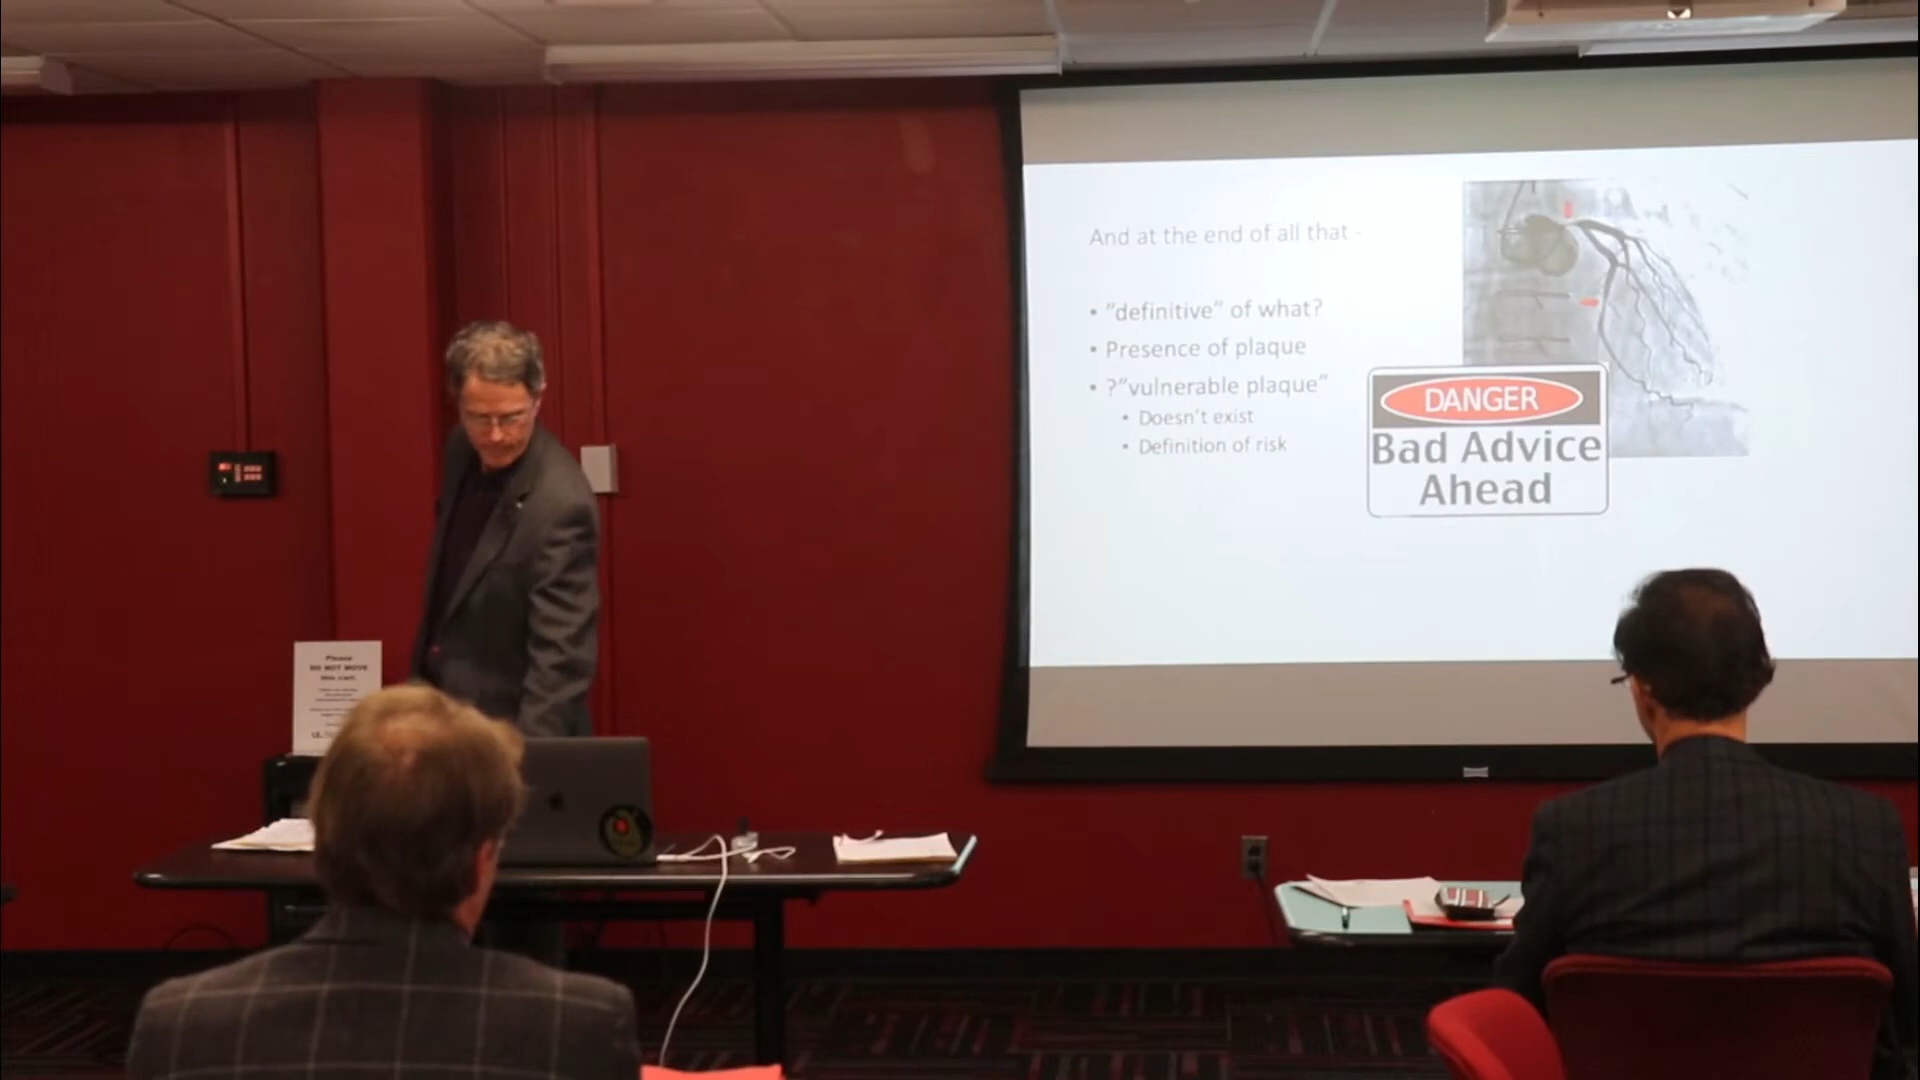 And at the end of all that -
• "definitive" of what?
• Presence of plaque
• ?"vulnerable plaque"
• Doesn't exist
• Definition of risk
DANGER
Bad Advice
Ahead
Please
DO NOT MOVE
this cart.